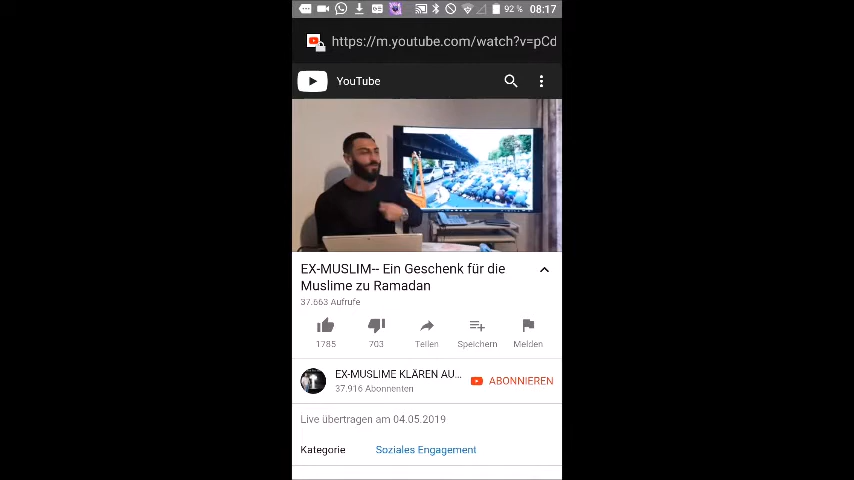 92 % 08:17
https://m.youtube.com/watch?v=pCd
YouTube
EX-MUSLIM-- Ein Geschenk für die
Muslime zu Ramadan
37.663 Aufrufe
1785 703 Teilen Speichern Melden
EX-MUSLIME KLÄREN AU...
37.916 Abonnenten
ABONNIEREN
Live übertragen am 04.05.2019
Kategorie Soziales Engagement